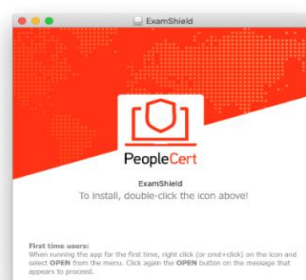 ExamShield
PeopleCert
ExamShield
To install, double-click the icon above!
First time users:
When running the app for the first time, right click (or cmd+click) on the icon and
select OPEN from the menu. Click again the OPEN button on the message that
appears to proceed.